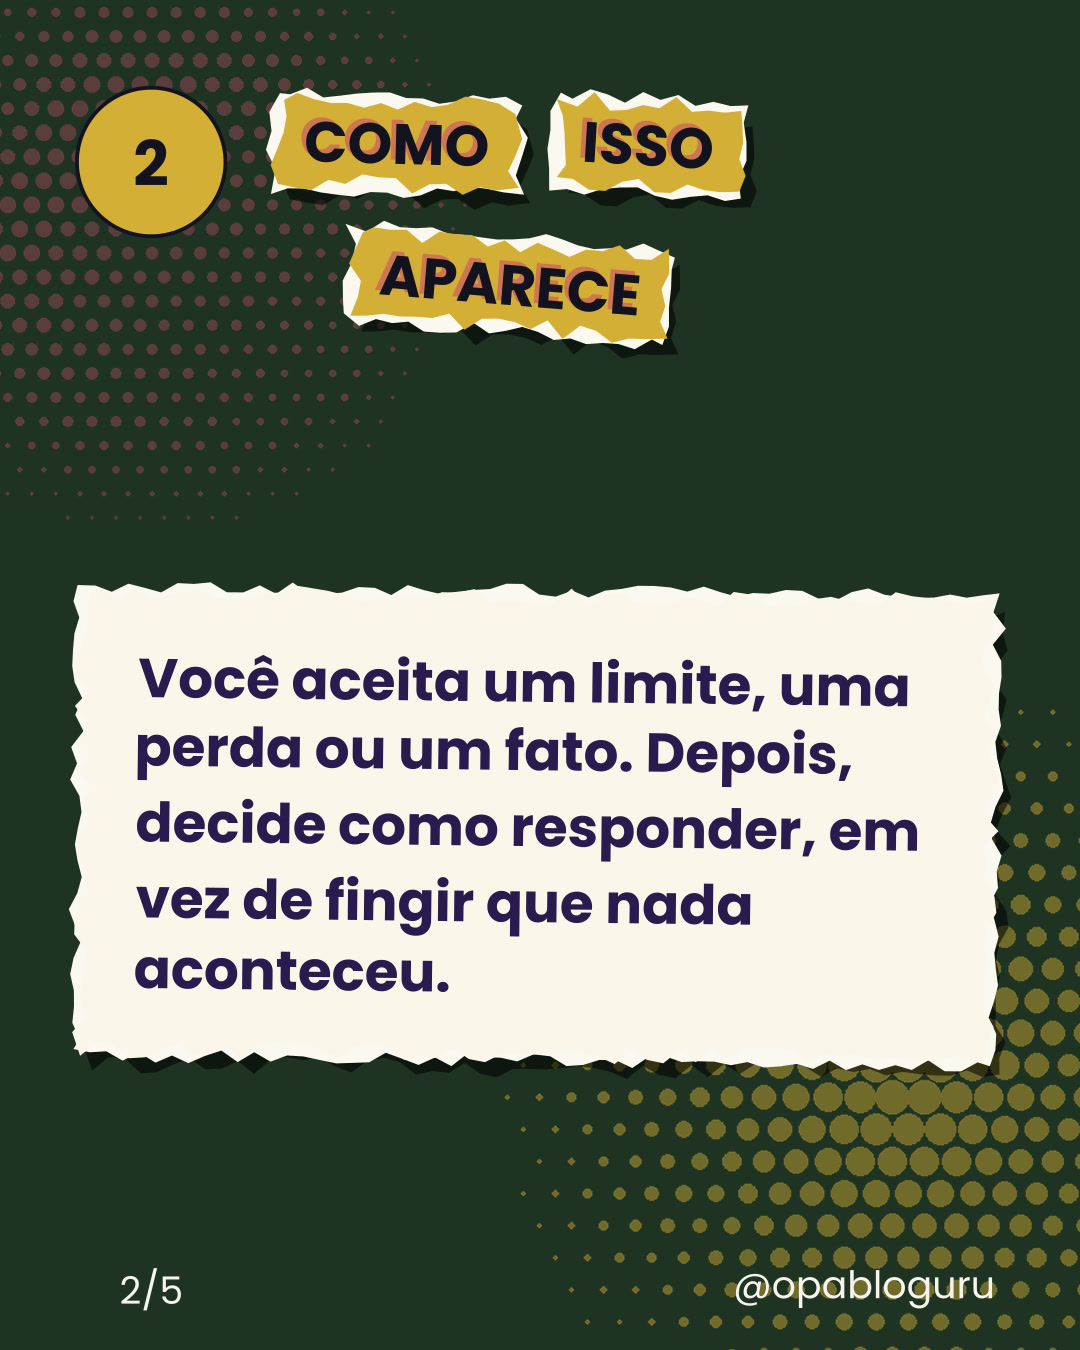 2
COMO ISSO
APARECE
Você aceita um limite, uma
perda ou um fato. Depois,
decide como responder, em
vez de fingir que nada
aconteceu.
2/5
@opabloguru